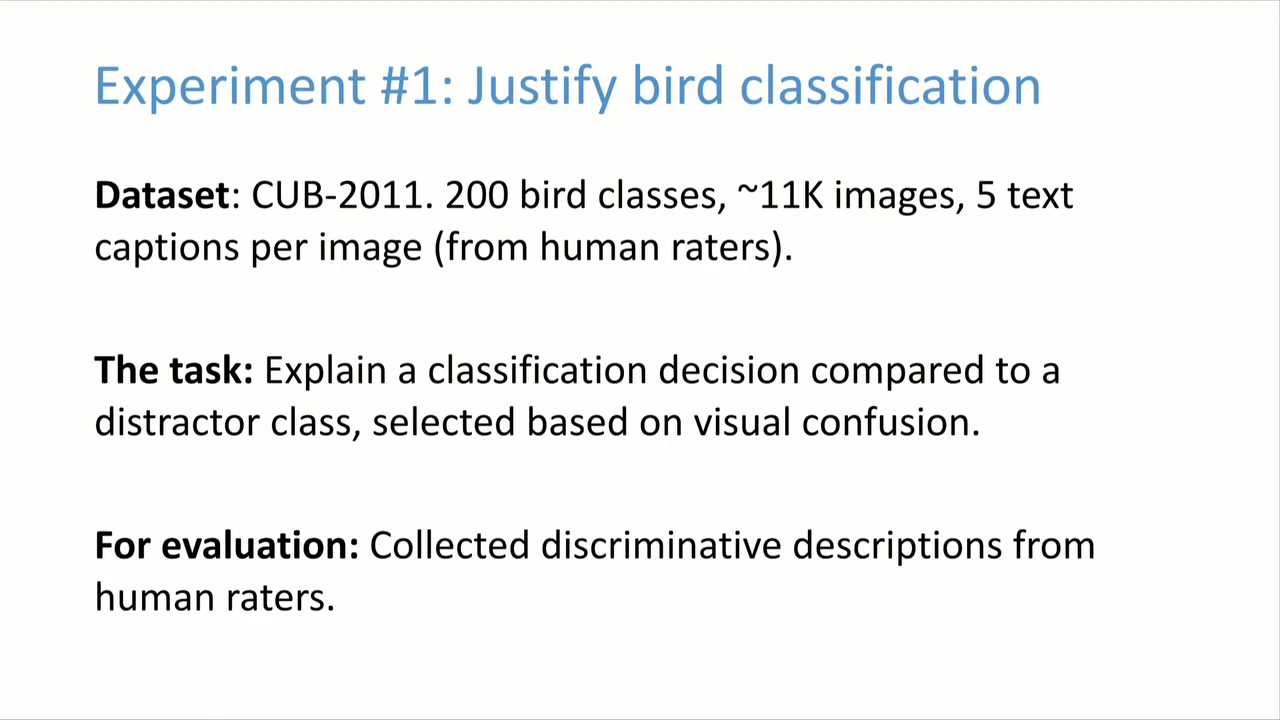 Experiment #1: Justify bird classification
Dataset: CUB-2011. 200 bird classes, ~11K images, 5 text
captions per image (from human raters).
The task: Explain a classification decision compared to a
distractor class, selected based on visual confusion.
For evaluation: Collected discriminative descriptions from
human raters.